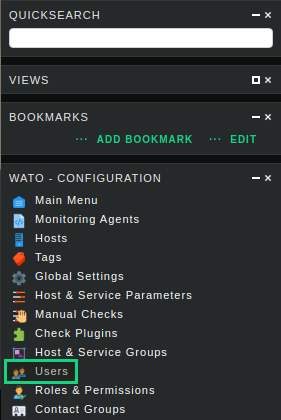 QUICKSEARCH
VIEWS
BOOKMARKS
··· ADD BOOKMARK ··· EDIT
WATO - CONFIGURATION
Main Menu
Monitoring Agents
Hosts
Tags
Global Settings
Host & Service Parameters
Manual Checks
Check Plugins
Host & Service Groups
Users
Roles & Permissions
Contact Groups